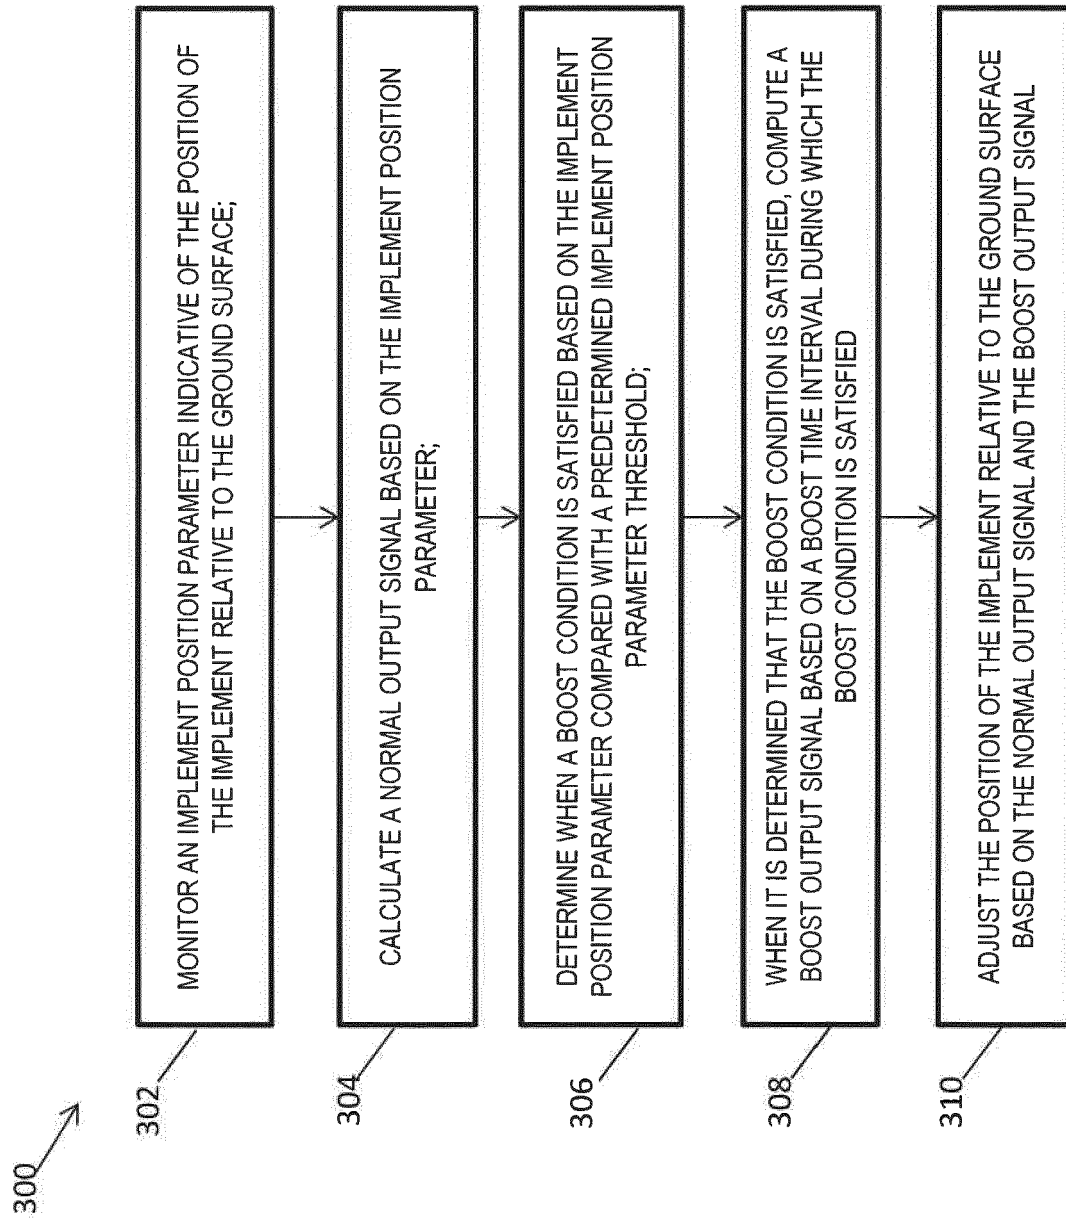 300
302
MONITOR AN IMPLEMENT POSITION PARAMETER INDICATIVE OF THE POSITION OF
THE IMPLEMENT RELATIVE TO THE GROUND SURFACE;
304
CALCULATE A NORMAL OUTPUT SIGNAL BASED ON THE IMPLEMENT POSITION
PARAMETER;
306
DETERMINE WHEN A BOOST CONDITION IS SATISFIED BASED ON THE IMPLEMENT
POSITION PARAMETER COMPARED WITH A PREDETERMINED IMPLEMENT POSITION
PARAMETER THRESHOLD;
308
WHEN IT IS DETERMINED THAT THE BOOST CONDITION IS SATISFIED, COMPUTE A
BOOST OUTPUT SIGNAL BASED ON A BOOST TIME INTERVAL DURING WHICH THE
BOOST CONDITION IS SATISFIED
310
ADJUST THE POSITION OF THE IMPLEMENT RELATIVE TO THE GROUND SURFACE
BASED ON THE NORMAL OUTPUT SIGNAL AND THE BOOST OUTPUT SIGNAL